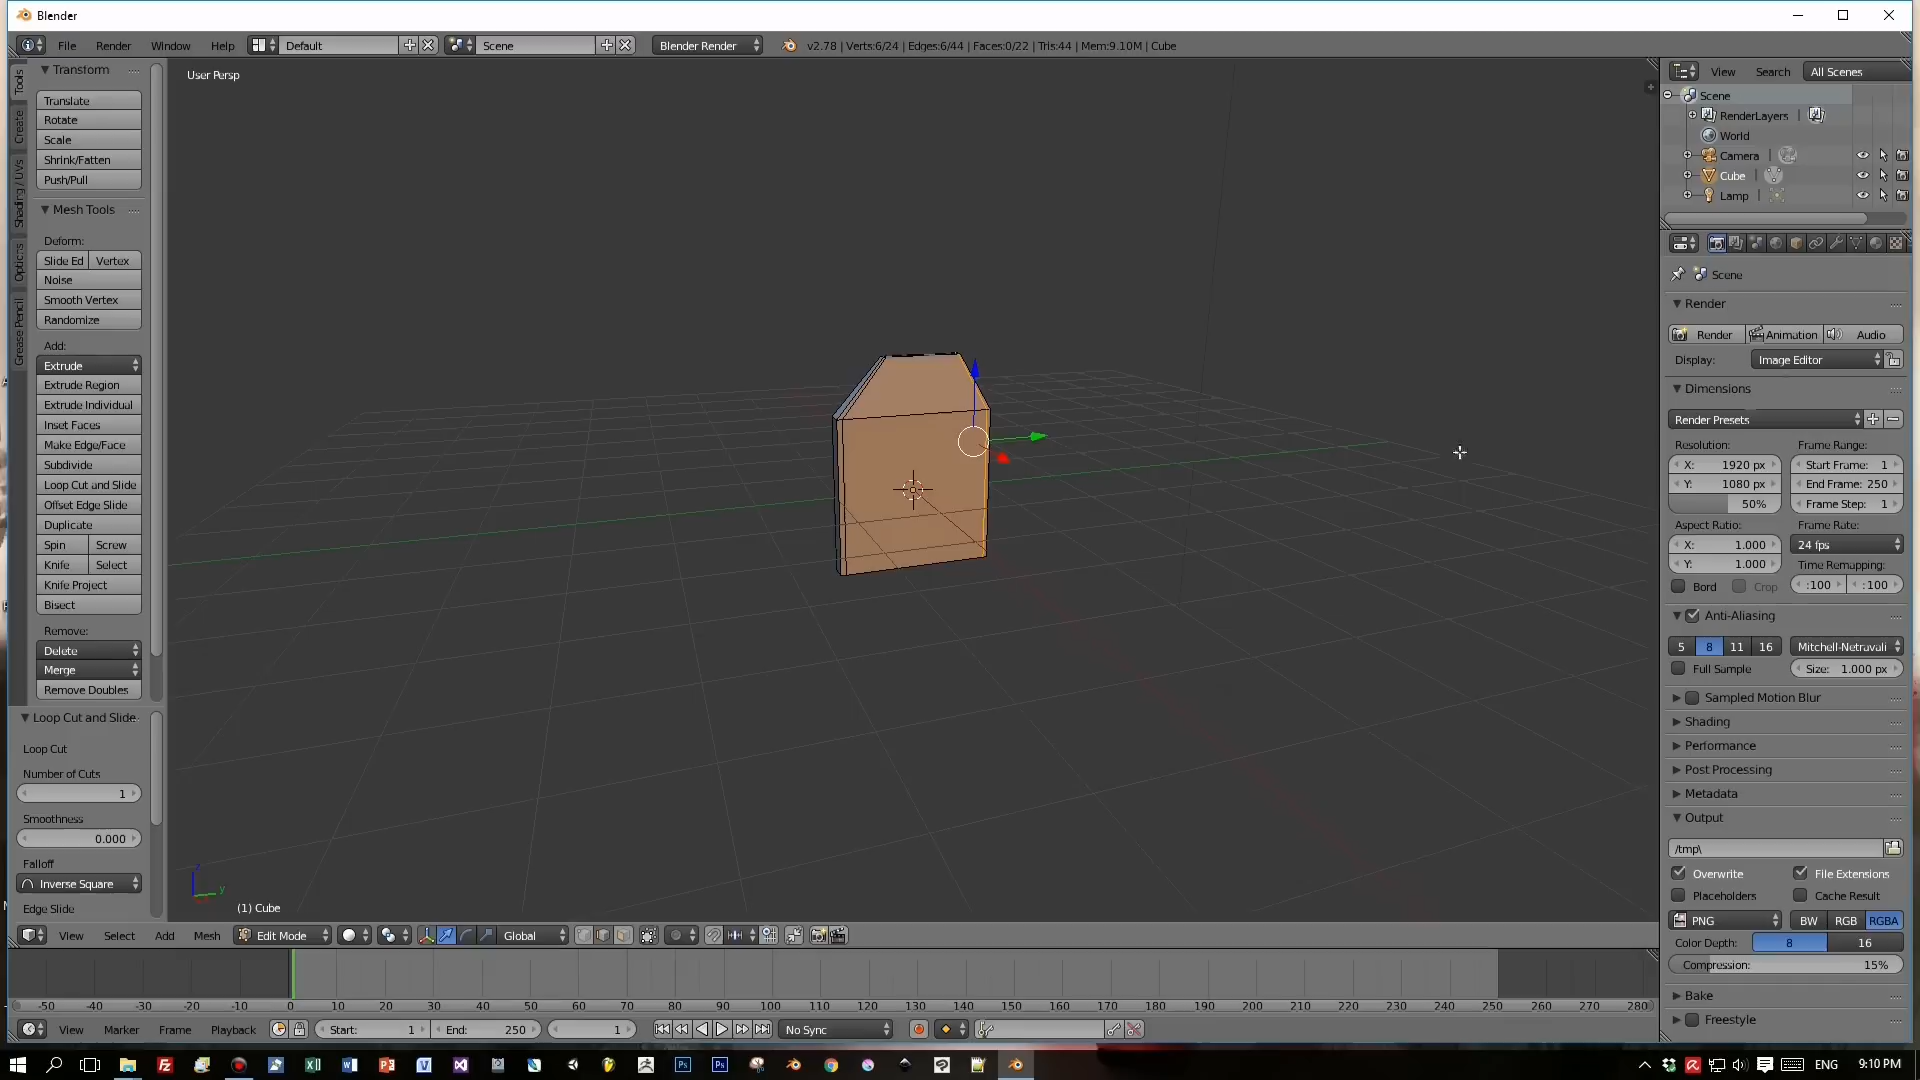 Blender
File Render Window Help Default Scene Blender Render v2.78 | Verts:6/24 | Edges:6/44 | Faces:0/22 | Tris:44 | Mem:9.10M | Cube
Tools
Create
Shading / UVs
Options
Grease Pencil
Transform
Translate
Rotate
Scale
Shrink/Fatten
Push/Pull
Mesh Tools
Deform:
Slide Ed Vertex
Noise
Smooth Vertex
Randomize
Add:
Extrude
Extrude Region
Extrude Individual
Inset Faces
Make Edge/Face
Subdivide
Loop Cut and Slide
Offset Edge Slide
Duplicate
Spin Screw
Knife Select
Knife Project
Bisect
Remove:
Delete
Merge
Remove Doubles
Loop Cut and Slide
Loop Cut
Number of Cuts
1
Smoothness
0.000
Falloff
Inverse Square
Edge Slide
User Persp
z
y
(1) Cube
View Select Add Mesh Edit Mode Global
View Search All Scenes
Scene
RenderLayers |
World
Camera |
Cube |
Lamp |
Scene
Render
Render Animation Audio
Display: Image Editor
Dimensions
Render Presets
Resolution: Frame Range:
X: 1920 px Start Frame: 1
Y: 1080 px End Frame: 250
50% Frame Step: 1
Aspect Ratio: Frame Rate:
X: 1.000 24 fps
Y: 1.000 Time Remapping:
Bord Crop :100 :100
Anti-Aliasing
5 8 11 16 Mitchell-Netravali
Full Sample Size: 1.000 px
Sampled Motion Blur
Shading
Performance
Post Processing
Metadata
Output
/tmp\
Overwrite File Extensions
Placeholders Cache Result
PNG BW RGB RGBA
Color Depth: 8 16
Compression: 15%
Bake
Freestyle
-50 -40 -30 -20 -10 0 10 20 30 40 50 60 70 80 90 100 110 120 130 140 150 160 170 180 190 200 210 220 230 240 250 260 270 280
View Marker Frame Playback Start: 1 End: 250 1 No Sync
ENG 9:10 PM